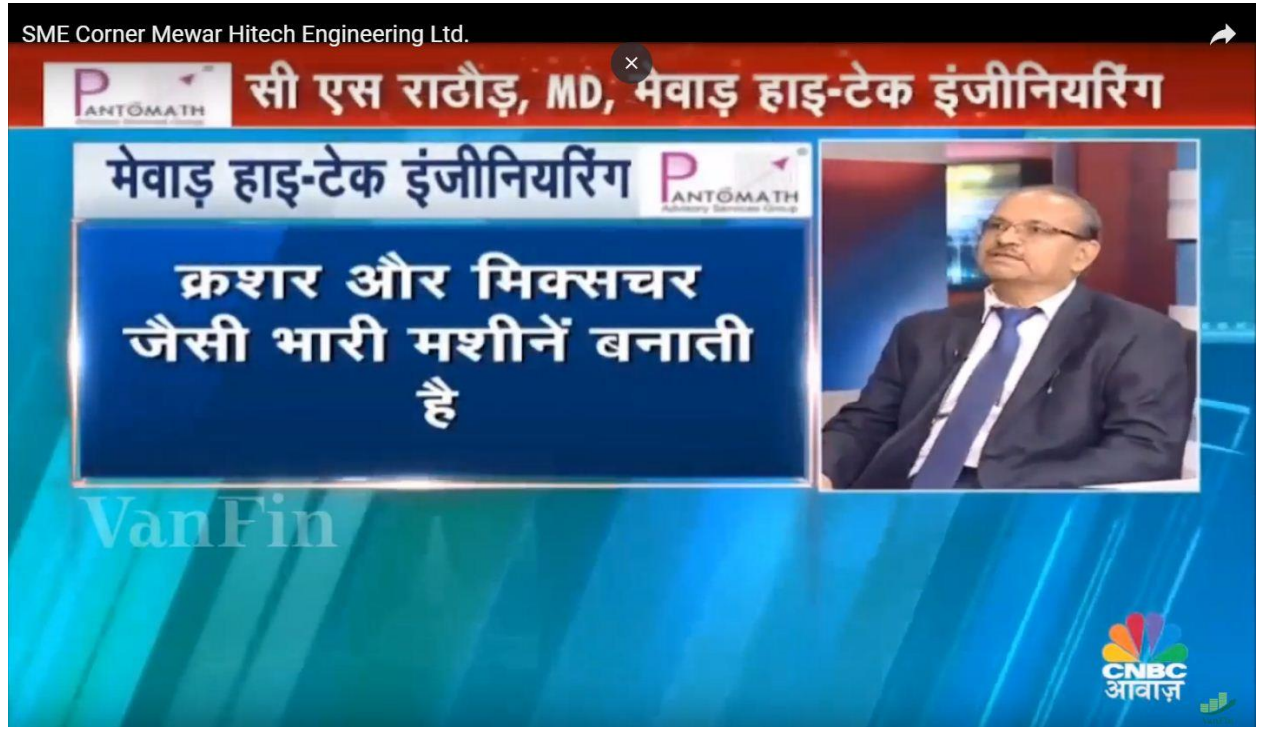 SME Corner Mewar Hitech Engineering Ltd.
PANTOMATH
सी एस राठौड़, MD, मेवाड़ हाइ-टेक इंजीनियरिंग
मेवाड़ हाइ-टेक इंजीनियरिंग
PANTOMATH
Advisory Services Group
क्रशर और मिक्सचर
जैसी भारी मशीनें बनाती
है
VanFin
CNBC
आवाज़